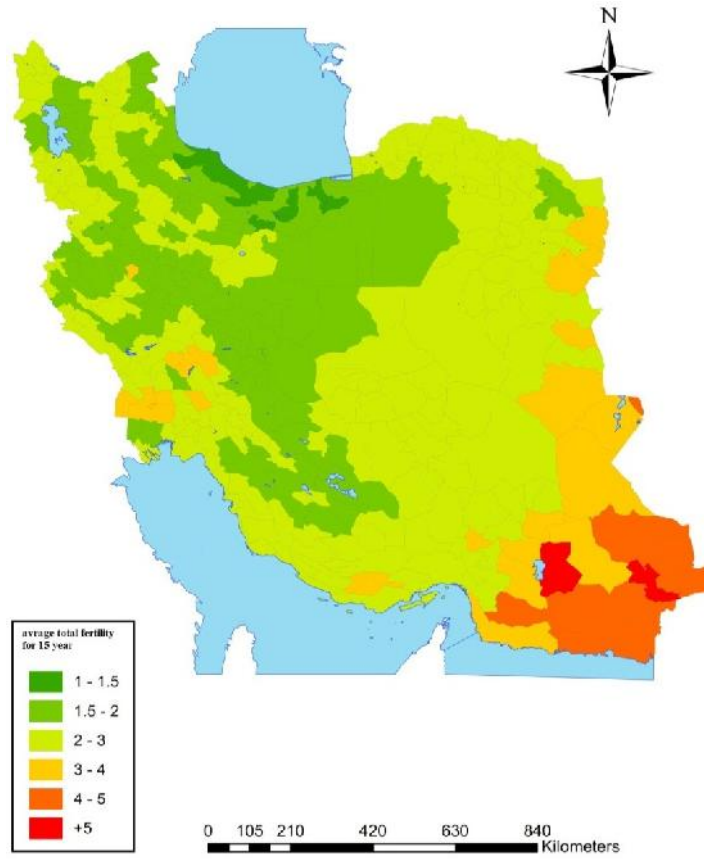 N
avrage total fertility
for 15 year
1 - 1.5
1.5 - 2
2 - 3
3 - 4
4 - 5
+5
0 105 210 420 630 840
Kilometers